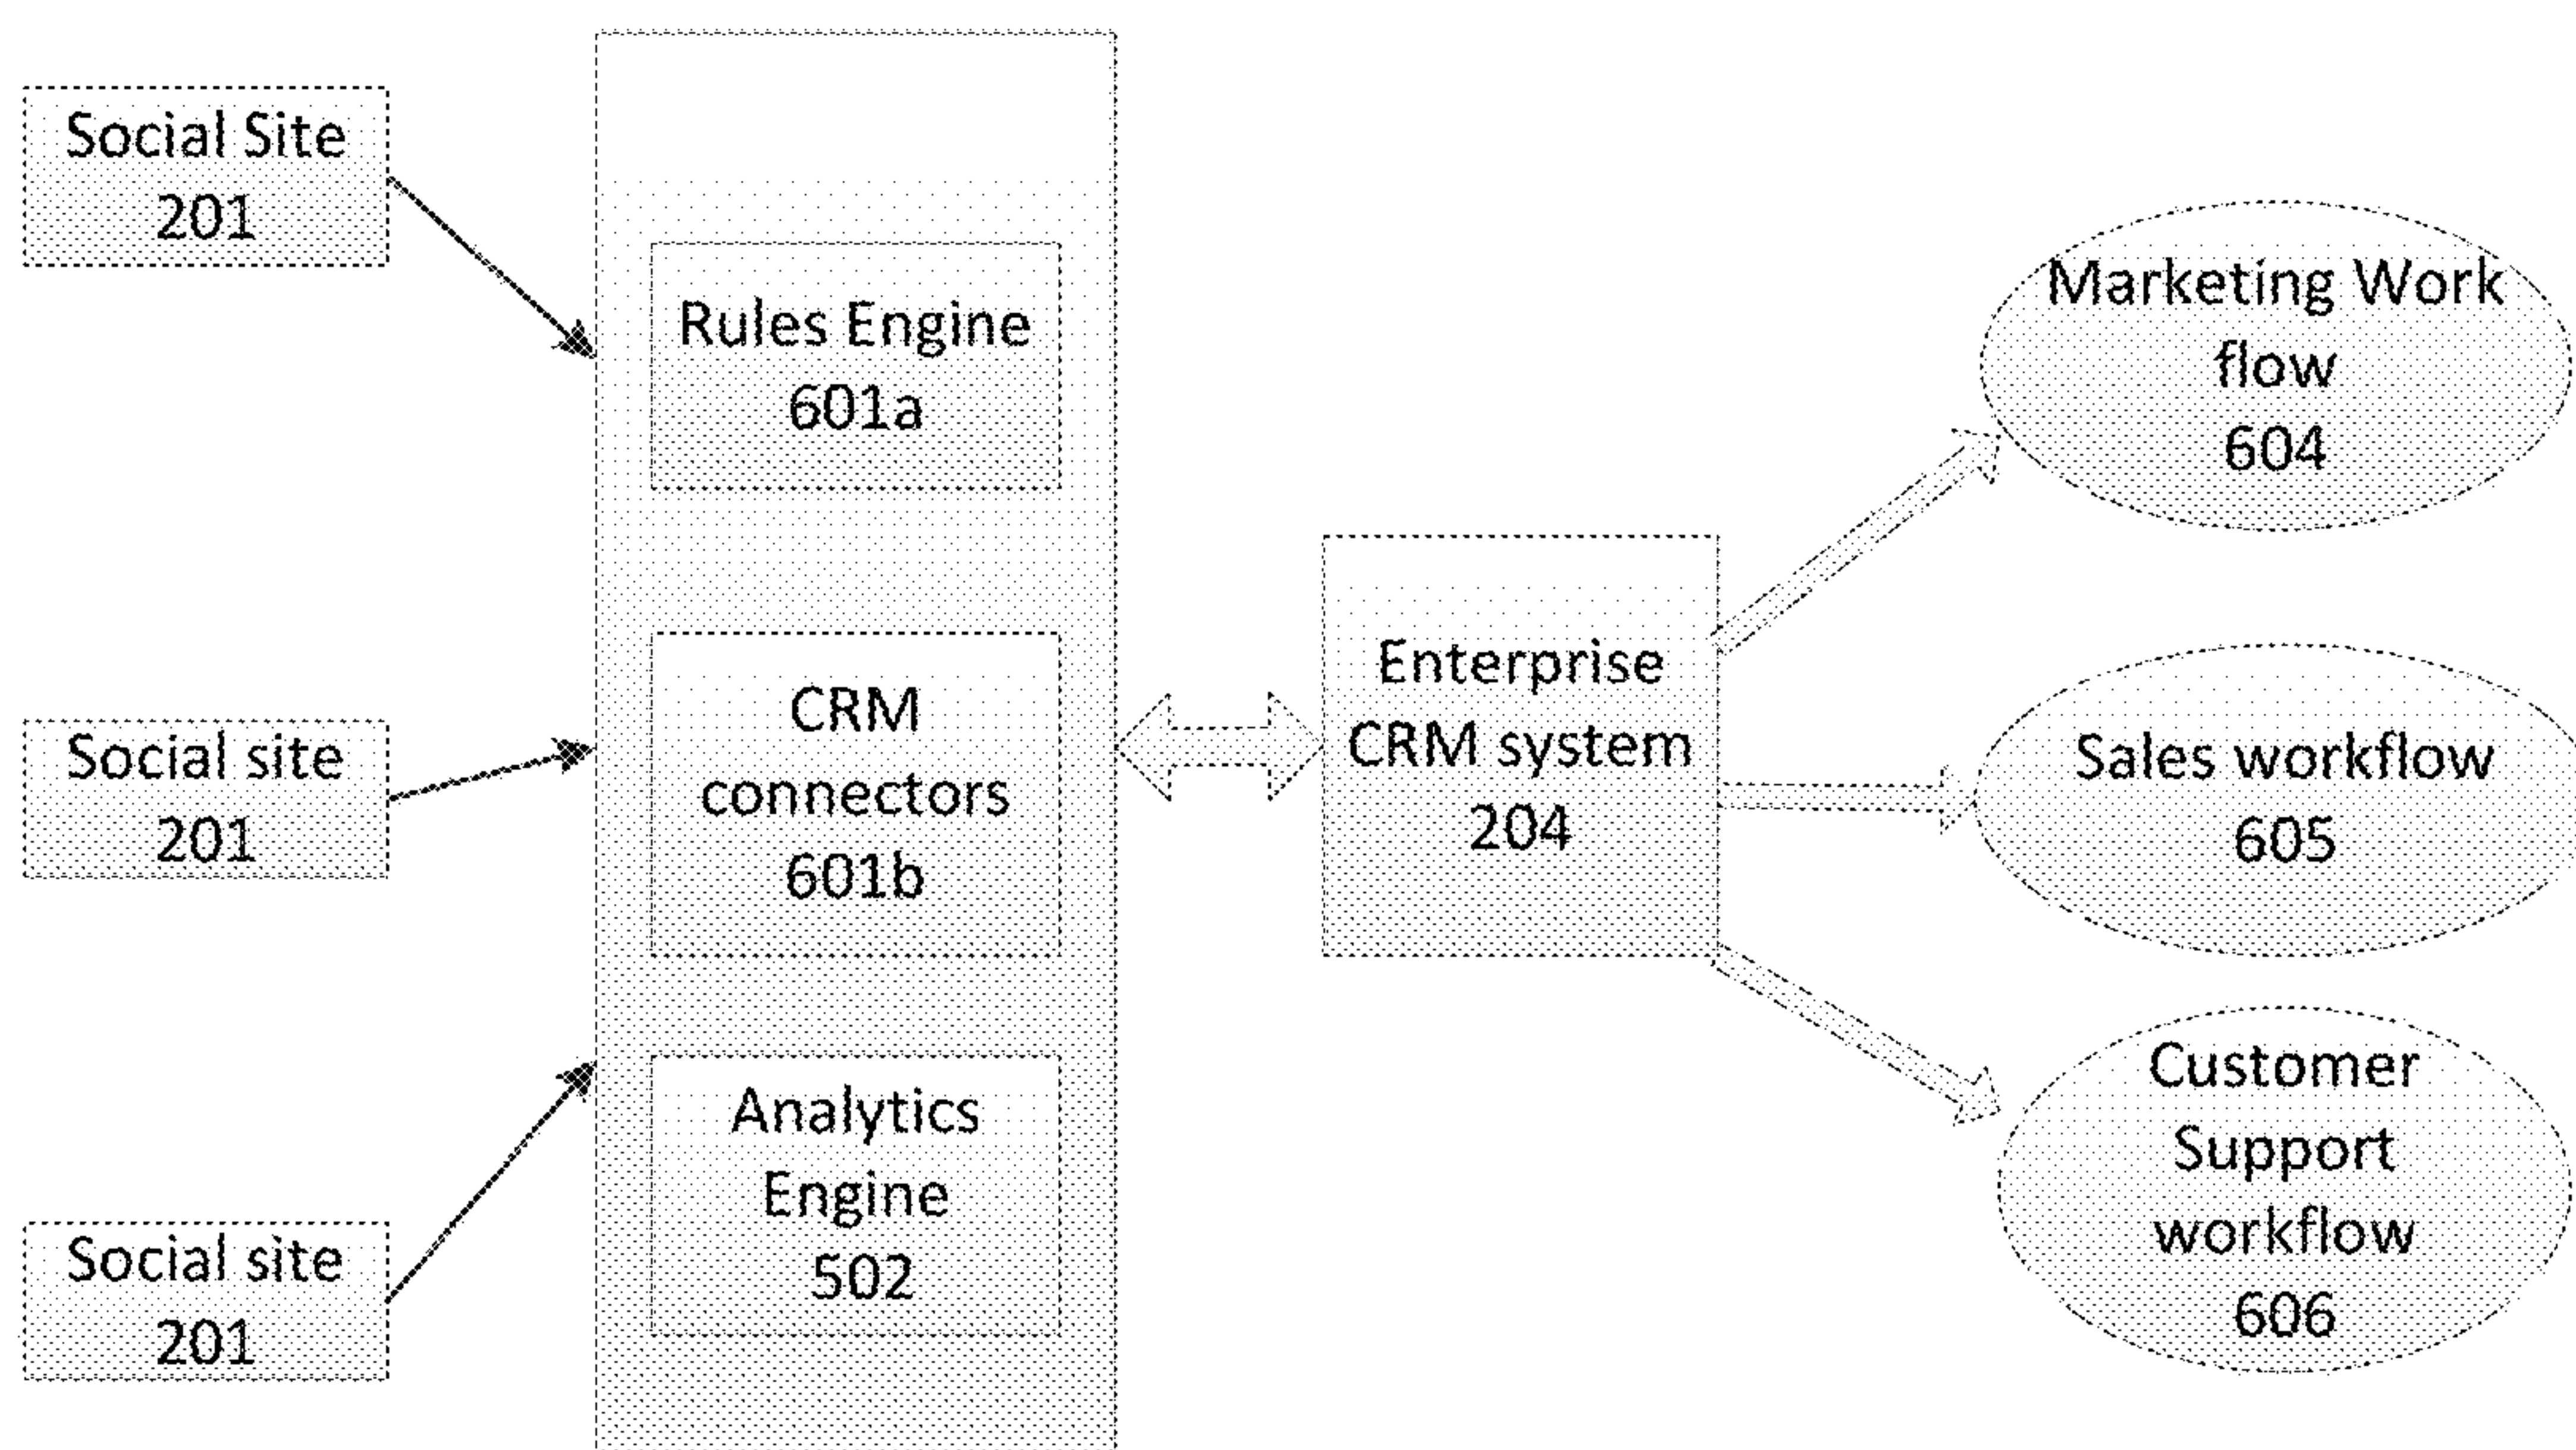 Social Site
201
Social site
201
Social site
201
Rules Engine
601a
CRM
connectors
601b
Analytics
Engine
502
Enterprise
CRM system
204
Marketing Work
flow
604
Sales workflow
605
Customer
Support
workflow
606